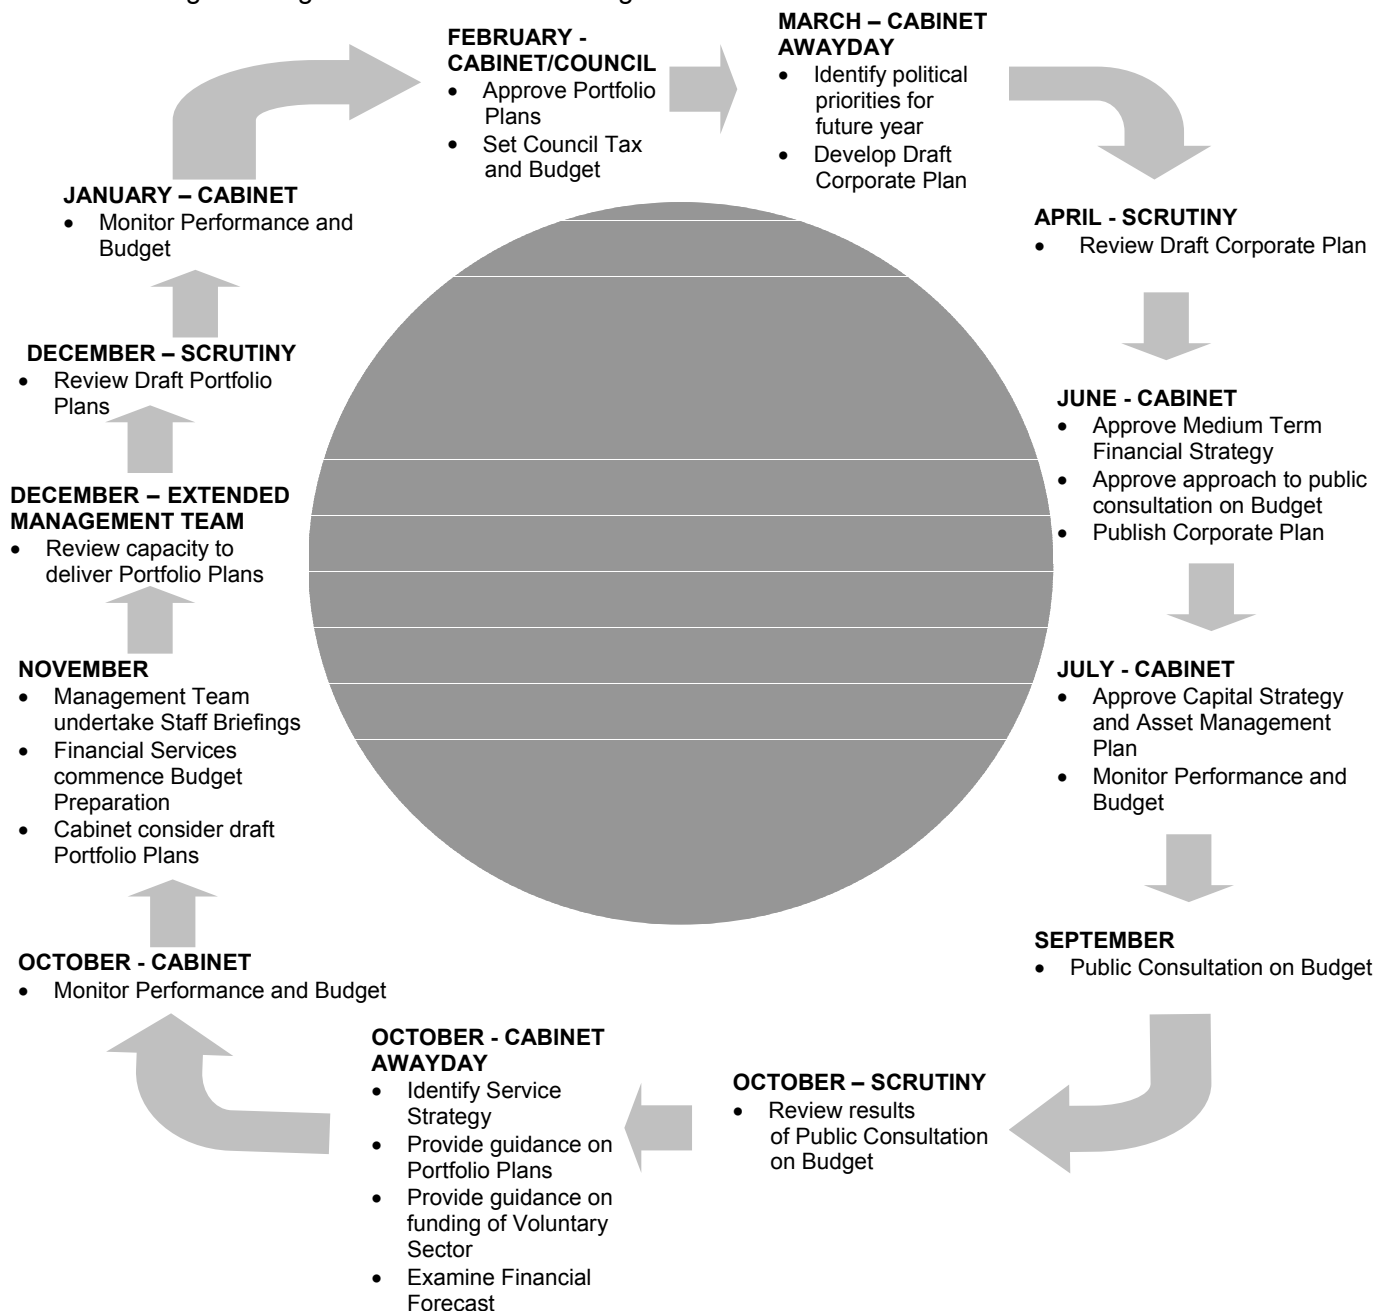 FEBRUARY -
CABINET/COUNCIL
• Approve Portfolio
Plans
• Set Council Tax
and Budget
MARCH – CABINET
AWAYDAY
• Identify political
priorities for
future year
• Develop Draft
Corporate Plan
APRIL - SCRUTINY
• Review Draft Corporate Plan
JUNE - CABINET
• Approve Medium Term
Financial Strategy
• Approve approach to public
consultation on Budget
• Publish Corporate Plan
JULY - CABINET
• Approve Capital Strategy
and Asset Management
Plan
• Monitor Performance and
Budget
SEPTEMBER
• Public Consultation on Budget
OCTOBER – SCRUTINY
• Review results
of Public Consultation
on Budget
OCTOBER - CABINET
AWAYDAY
• Identify Service
Strategy
• Provide guidance on
Portfolio Plans
• Provide guidance on
funding of Voluntary
Sector
• Examine Financial
Forecast
OCTOBER - CABINET
• Monitor Performance and Budget
NOVEMBER
• Management Team
undertake Staff Briefings
• Financial Services
commence Budget
Preparation
• Cabinet consider draft
Portfolio Plans
DECEMBER – EXTENDED
MANAGEMENT TEAM
• Review capacity to
deliver Portfolio Plans
DECEMBER – SCRUTINY
• Review Draft Portfolio
Plans
JANUARY – CABINET
• Monitor Performance and
Budget